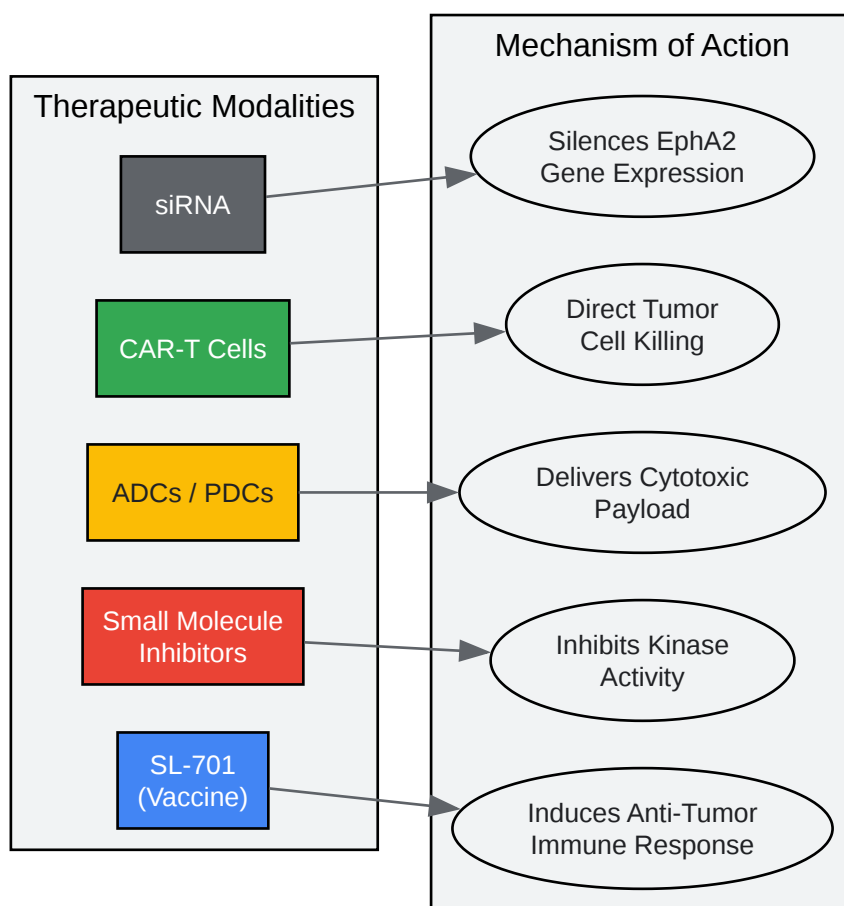 Therapeutic Modalities
siRNA
CAR-T Cells
ADCs / PDCs
Small Molecule
Inhibitors
SL-701
(Vaccine)
Mechanism of Action
Silences EphA2
Gene Expression
Direct Tumor
Cell Killing
Delivers Cytotoxic
Payload
Inhibits Kinase
Activity
Induces Anti-Tumor
Immune Response